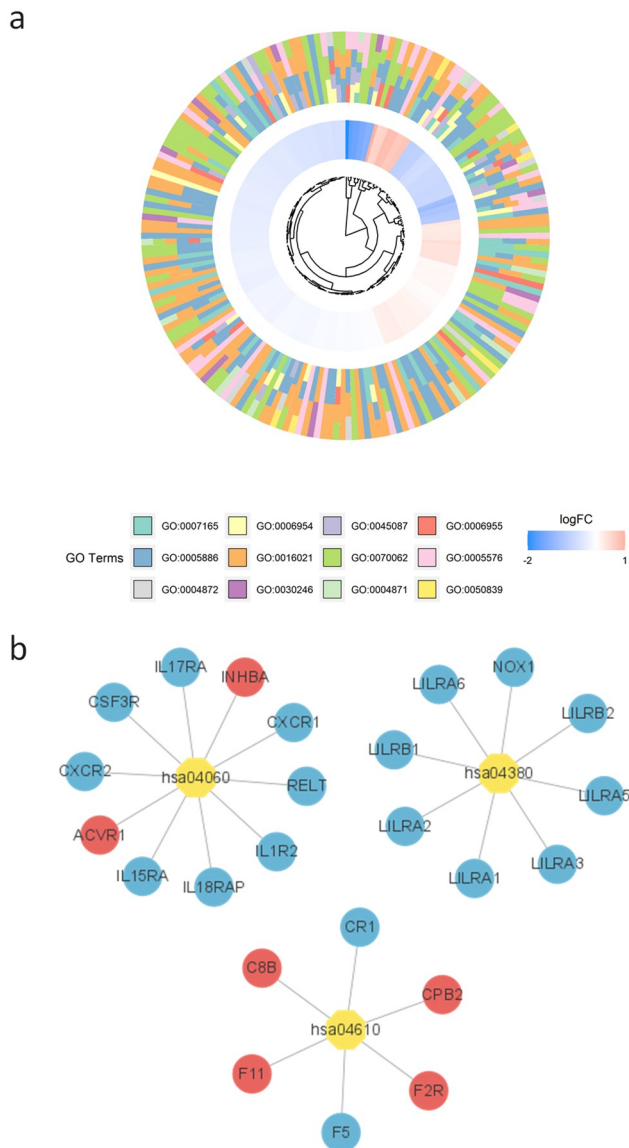 a
GO:0007165 GO:0006954 GO:0045087 GO:0006955
logFC
GO Terms GO:0005886 GO:0016021 GO:0070062 GO:0005576
-2 1
GO:0004872 GO:0030246 GO:0004871 GO:0050839
b
IL17RA
INHBA
CSF3R
CXCR1
CXCR2
hsa04060
RELT
ACVR1
IL1R2
IL15RA
IL18RAP
NOX1
LILRA6
LILRB2
LILRB1
hsa04380
LILRA5
LILRA2
LILRA3
LILRA1
CR1
C8B
CPB2
hsa04610
F11
F2R
F5